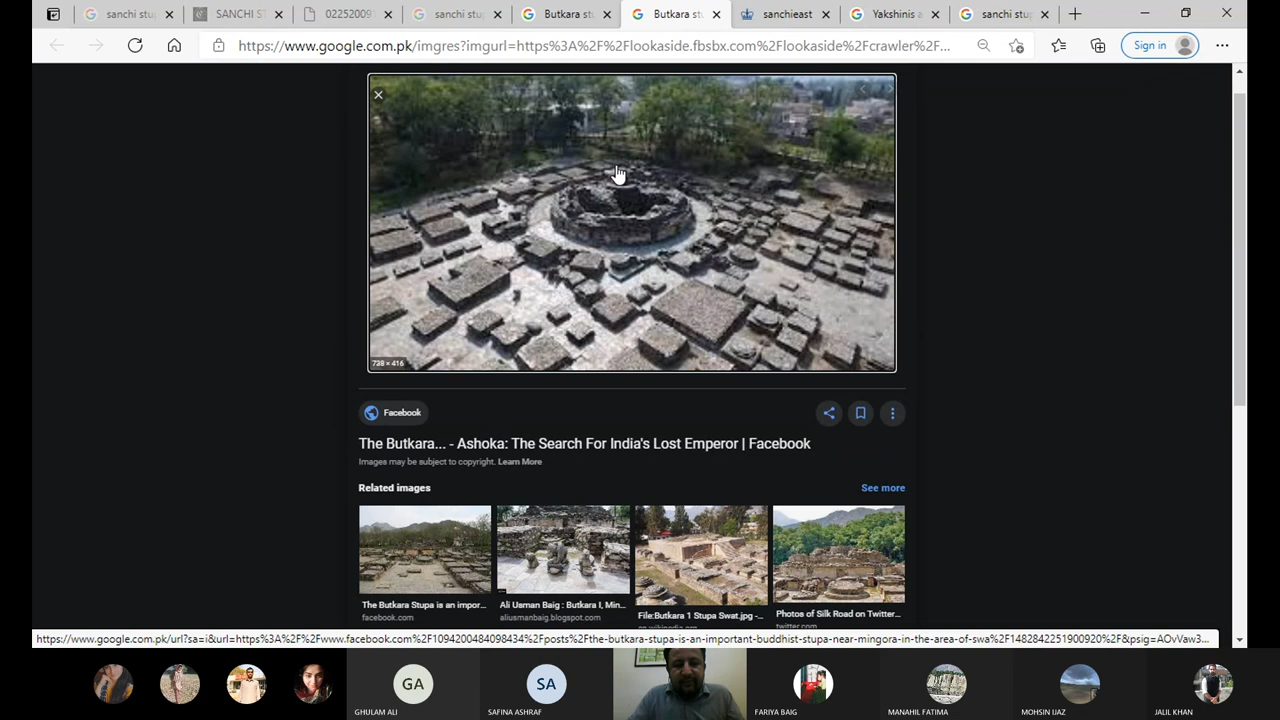 sanchi stup
SANCHI ST
02252009
sanchi stup
Butkara stu
Butkara stu
sanchieast
Yakshinis a
sanchi stup
https://www.google.com.pk/imgres?imgurl=https%3A%2F%2Flookaside.fbsbx.com%2Flookaside%2Fcrawler%2F...
Sign in
738 × 416
Facebook
The Butkara... - Ashoka: The Search For India's Lost Emperor | Facebook
Images may be subject to copyright. Learn More
Related images
See more
The Butkara Stupa is an impor...
facebook.com
Ali Usman Baig : Butkara I, Min...
aliusmanbaig.blogspot.com
File:Butkara 1 Stupa Swat.jpg -...
en.wikipedia.org
Photos of Silk Road on Twitter...
twitter.com
https://www.google.com.pk/url?sa=i&url=https%3A%2F%2Fwww.facebook.com%2F1094200484098434%2Fposts%2Fthe-butkara-stupa-is-an-important-buddhist-stupa-near-mingora-in-the-area-of-swa%2F1482842251900920%2F&psig=AOvVaw3...
GA
GHULAM ALI
SA
SAFINA ASHRAF
FARIYA BAIG
MANAHIL FATIMA
MOHSIN IJAZ
JALIL KHAN